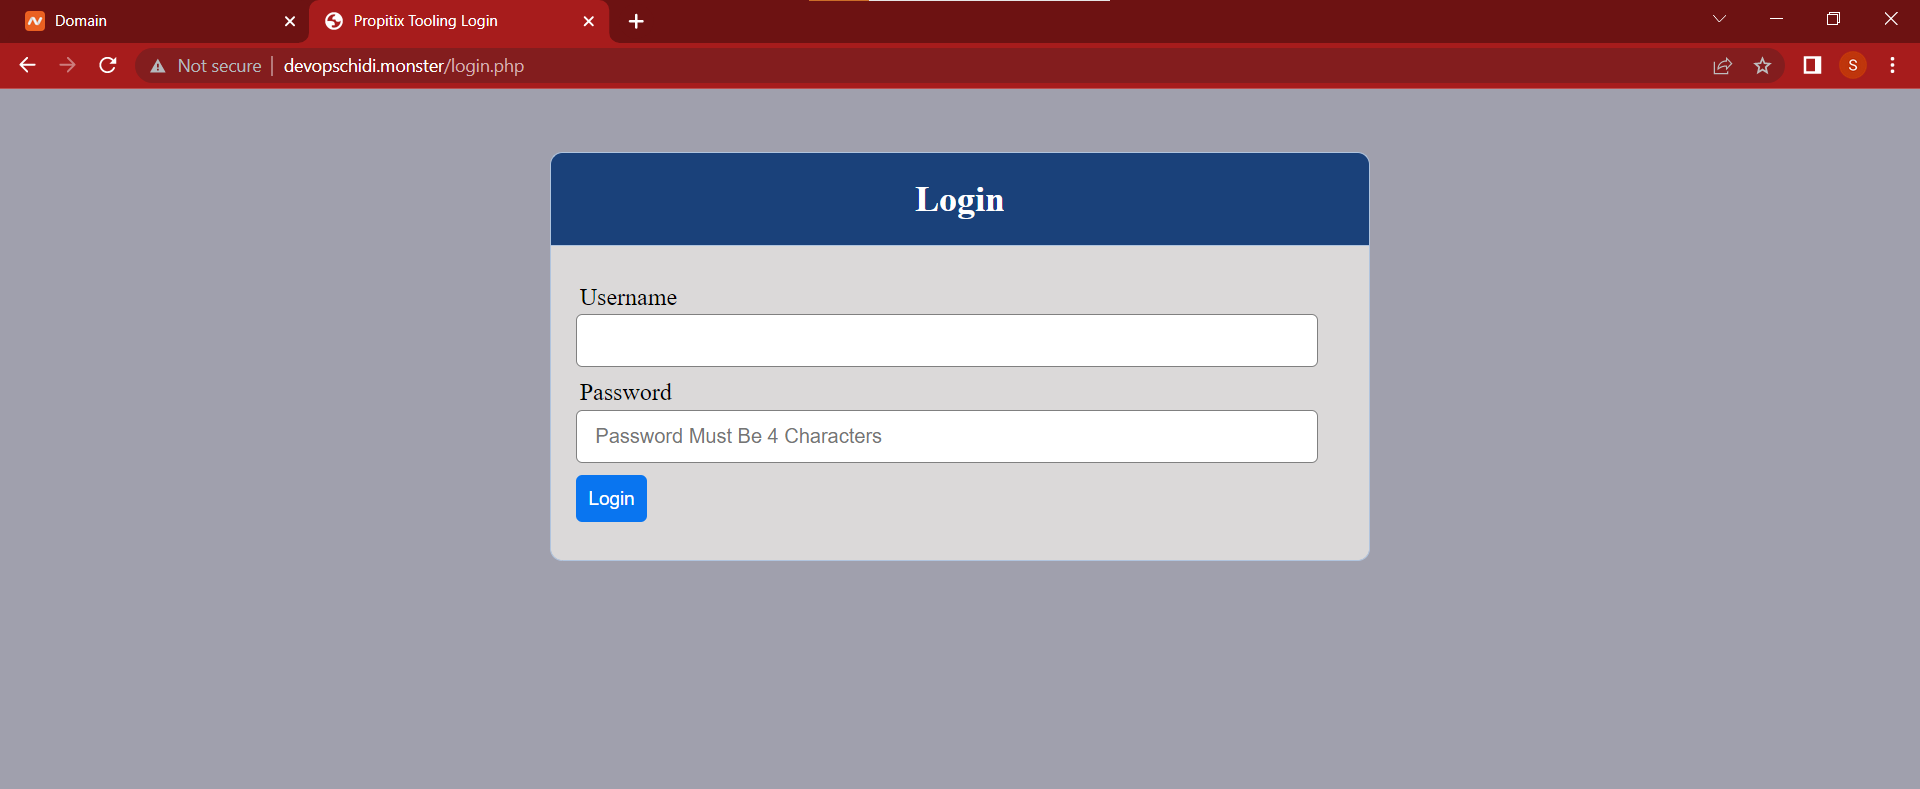 Domain
Propitix Tooling Login
Not secure
devopschidi.monster/login.php
S
Login
Username
Password
Password Must Be 4 Characters
Login